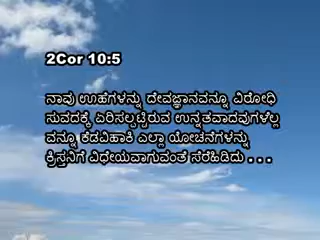 2Cor 10:5
ನಾವು ಊಹೆಗಳನ್ನು ದೇವಜ್ಞಾನವನ್ನೂ ವಿರೋಧಿ
ಸುವದಕ್ಕೆ ಏರಿಸಲ್ಪಟ್ಟಿರುವ ಉನ್ನತವಾದವುಗಳೆಲ್ಲ
ವನ್ನೂ ಕೆಡವಿಹಾಕಿ ಎಲ್ಲಾ ಯೋಚನೆಗಳನ್ನು
ಕ್ರಿಸ್ತನಿಗೆ ವಿಧೇಯವಾಗುವಂತೆ ಸೆರೆಹಿಡಿದು . . .